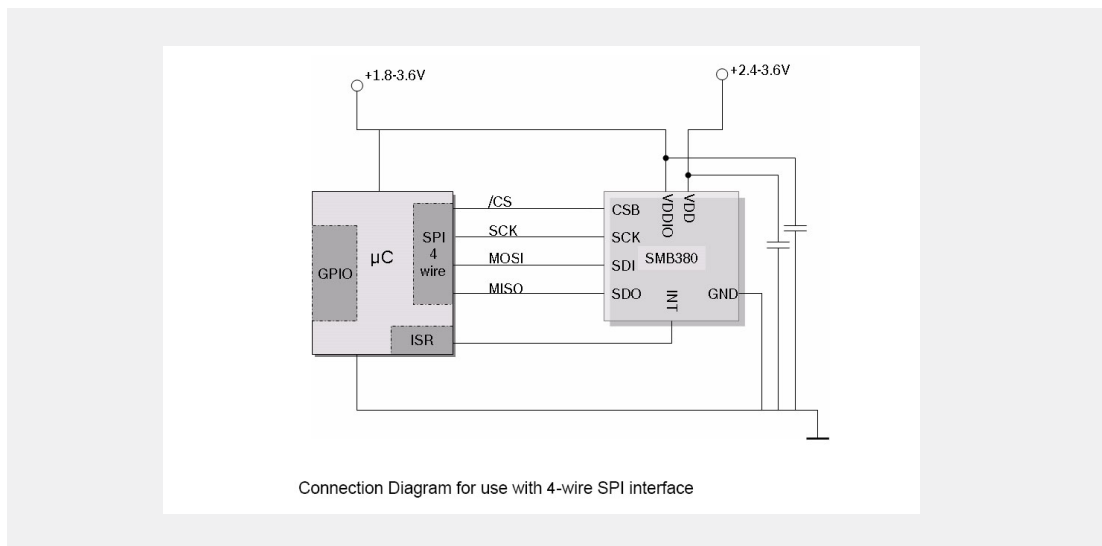 +1.8-3.6V
+2.4-3.6V
/CS
SCK
MOSI
MISO
GPIO
µC
SPI
4
wire
ISR
CSB
SCK
SDI
SDO
VDDIO
VDD
SMB380
INT
GND
Connection Diagram for use with 4-wire SPI interface